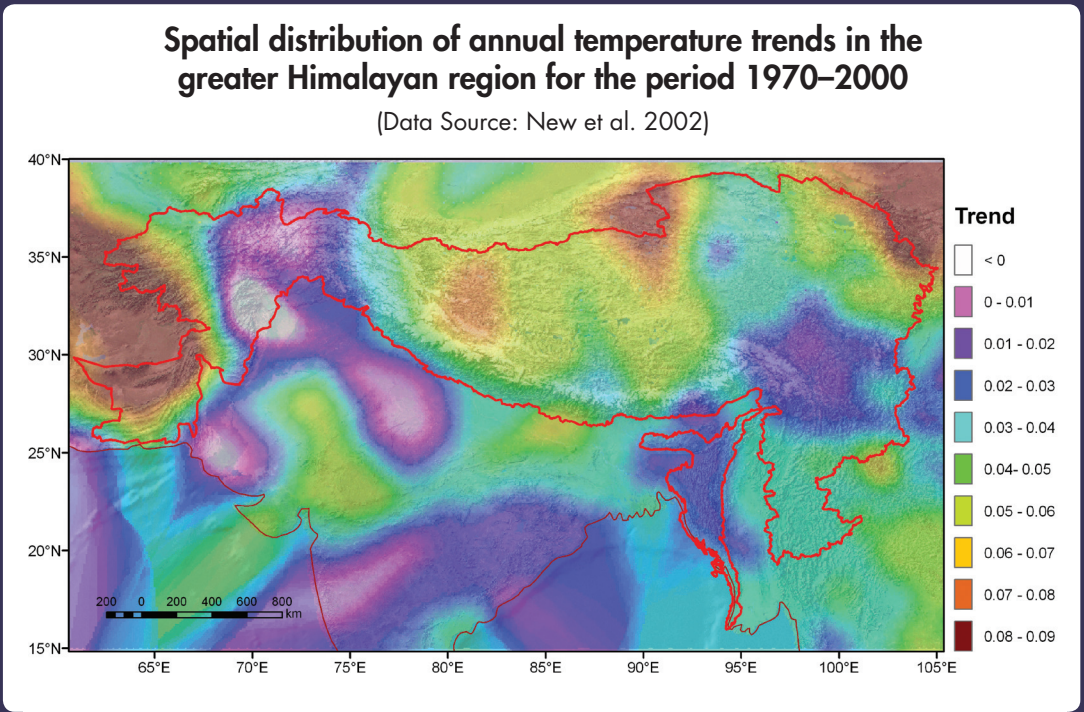 Spatial distribution of annual temperature trends in the
greater Himalayan region for the period 1970–2000
(Data Source: New et al. 2002)
40°N
35°N
30°N
25°N
20°N
15°N
200 0 200 400 600 800
km
65°E 70°E 75°E 80°E 85°E 90°E 95°E 100°E 105°E
Trend
< 0
0 - 0.01
0.01 - 0.02
0.02 - 0.03
0.03 - 0.04
0.04- 0.05
0.05 - 0.06
0.06 - 0.07
0.07 - 0.08
0.08 - 0.09